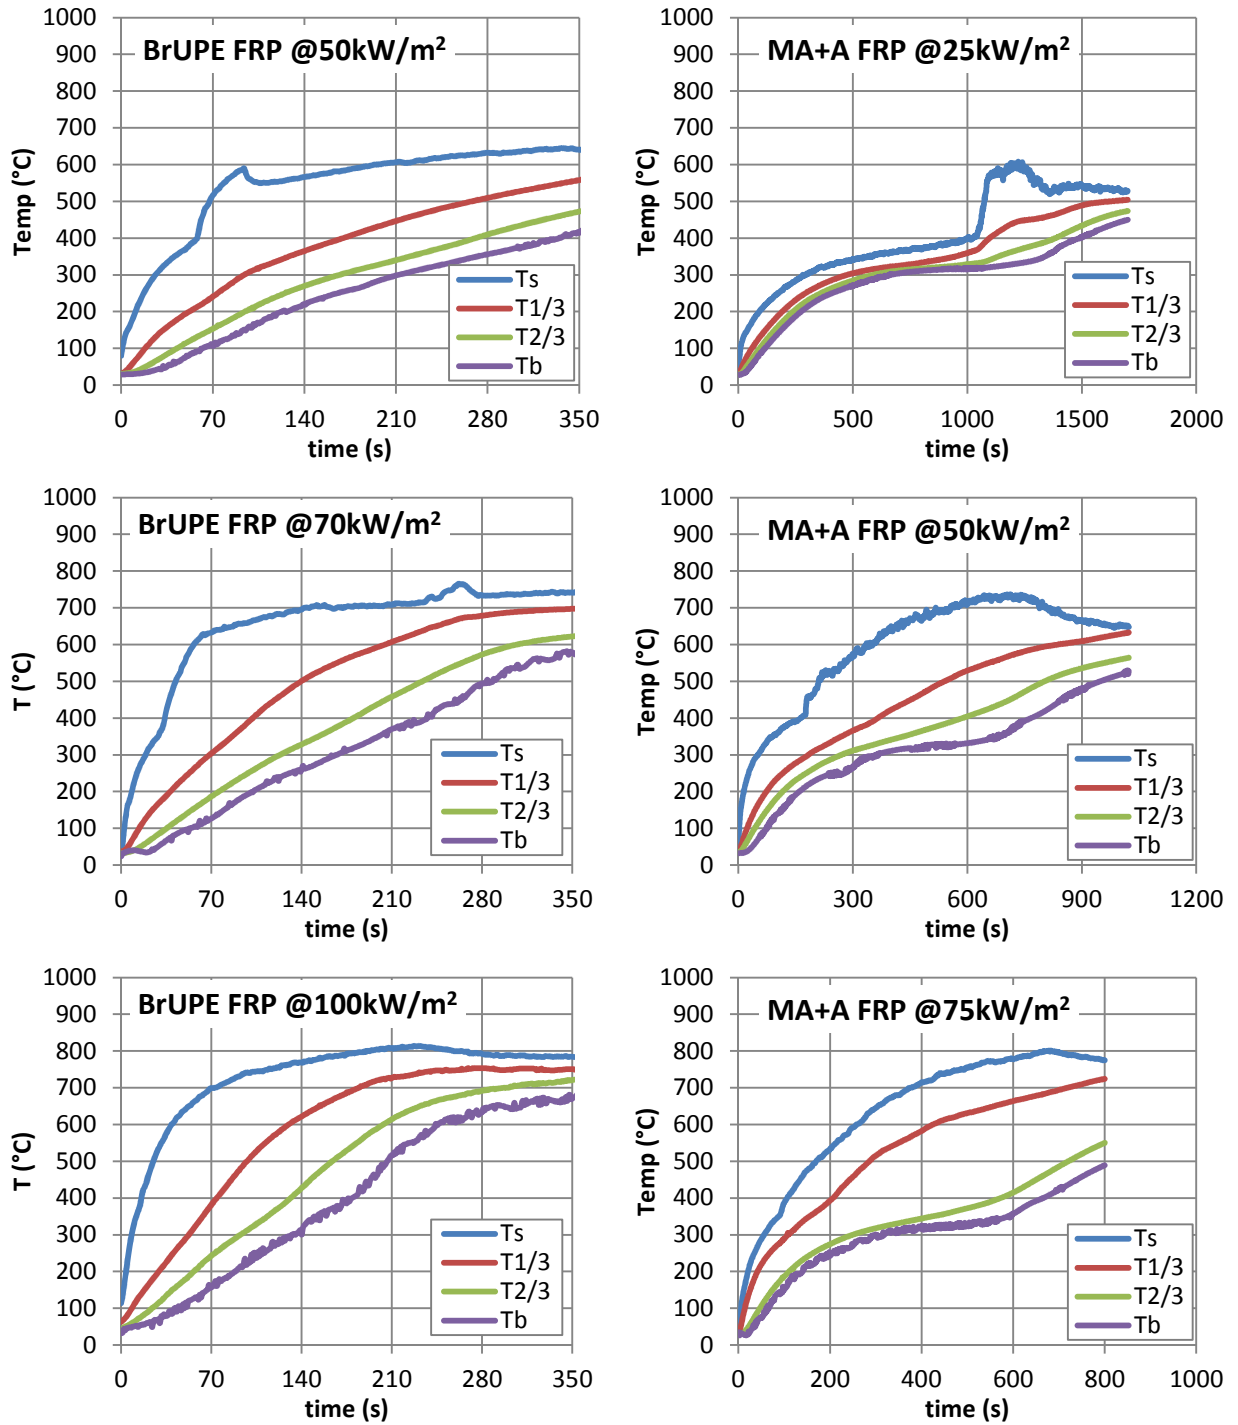 BrUPE FRP @50kW/m²
Temp (°C)
1000
900
800
700
600
500
400
300
200
100
0
0 70 140 210 280 350
time (s)
Ts
T1/3
T2/3
Tb
MA+A FRP @25kW/m²
Temp (°C)
1000
900
800
700
600
500
400
300
200
100
0
0 500 1000 1500 2000
time (s)
Ts
T1/3
T2/3
Tb
BrUPE FRP @70kW/m²
T (°C)
1000
900
800
700
600
500
400
300
200
100
0
0 70 140 210 280 350
time (s)
Ts
T1/3
T2/3
Tb
MA+A FRP @50kW/m²
Temp (°C)
1000
900
800
700
600
500
400
300
200
100
0
0 300 600 900 1200
time (s)
Ts
T1/3
T2/3
Tb
BrUPE FRP @100kW/m²
T (°C)
1000
900
800
700
600
500
400
300
200
100
0
0 70 140 210 280 350
time (s)
Ts
T1/3
T2/3
Tb
MA+A FRP @75kW/m²
Temp (°C)
1000
900
800
700
600
500
400
300
200
100
0
0 200 400 600 800 1000
time (s)
Ts
T1/3
T2/3
Tb